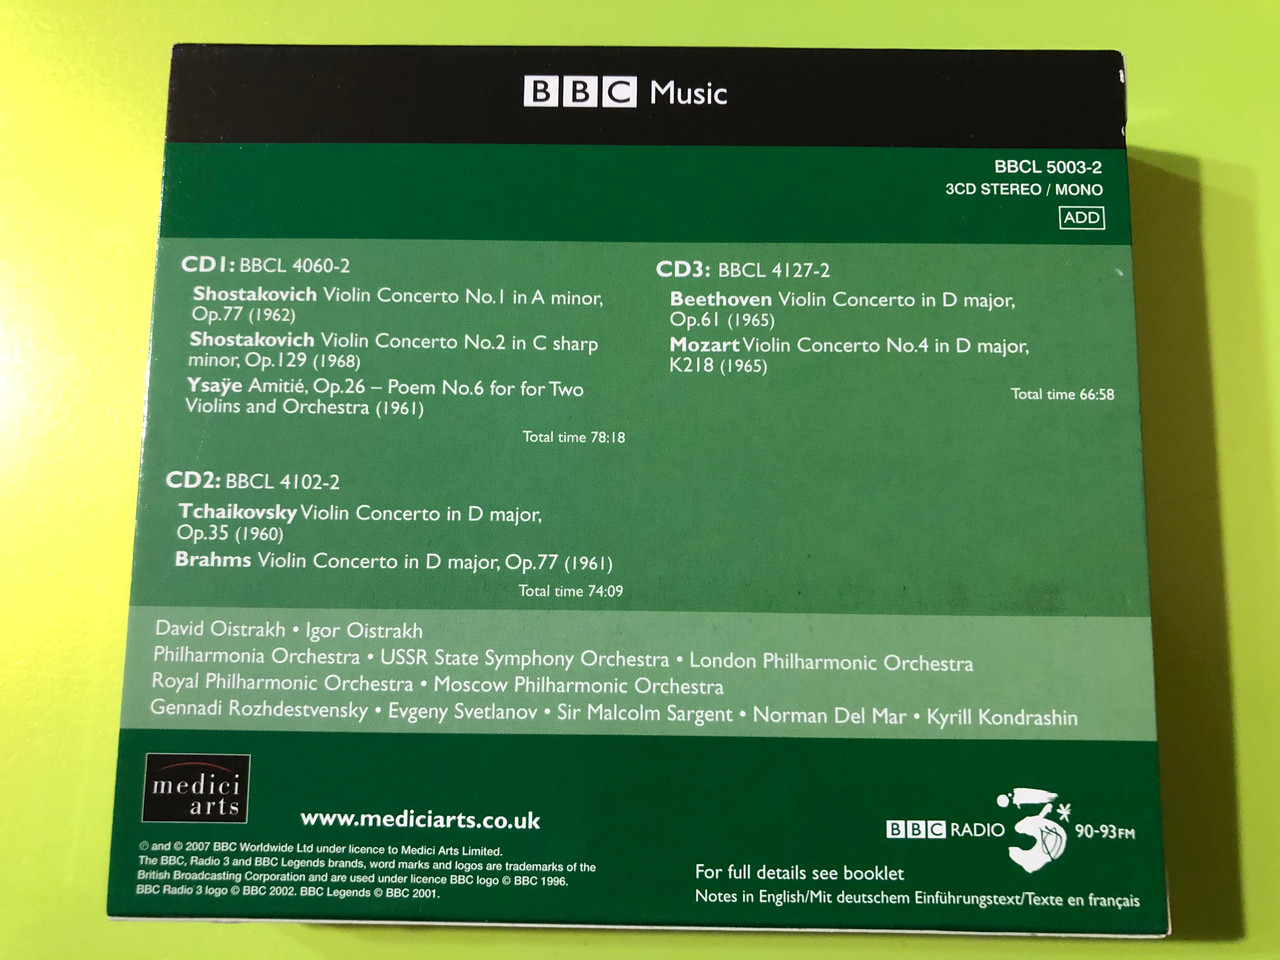 BBC Music
BBCL 5003-2
3CD STEREO / MONO
ADD
CD1: BBCL 4060-2
Shostakovich Violin Concerto No.1 in A minor,
Op.77 (1962)
Shostakovich Violin Concerto No.2 in C sharp
minor, Op.129 (1968)
Ysaÿe Amitié, Op.26 – Poem No.6 for for Two
Violins and Orchestra (1961)
Total time 78:18
CD2: BBCL 4102-2
Tchaikovsky Violin Concerto in D major,
Op.35 (1960)
Brahms Violin Concerto in D major, Op.77 (1961)
Total time 74:09
CD3: BBCL 4127-2
Beethoven Violin Concerto in D major,
Op.61 (1965)
Mozart Violin Concerto No.4 in D major,
K218 (1965)
Total time 66:58
David Oistrakh • Igor Oistrakh
Philharmonia Orchestra • USSR State Symphony Orchestra • London Philharmonic Orchestra
Royal Philharmonic Orchestra • Moscow Philharmonic Orchestra
Gennadi Rozhdestvensky • Evgeny Svetlanov • Sir Malcolm Sargent • Norman Del Mar • Kyrill Kondrashin
medici
arts
www.mediciarts.co.uk
℗ and © 2007 BBC Worldwide Ltd under licence to Medici Arts Limited.
The BBC, Radio 3 and BBC Legends brands, word marks and logos are trademarks of the
British Broadcasting Corporation and are used under licence BBC logo © BBC 1996.
BBC Radio 3 logo © BBC 2002. BBC Legends © BBC 2001.
BBC RADIO 3 90-93FM
For full details see booklet
Notes in English/Mit deutschem Einführungstext/Texte en français